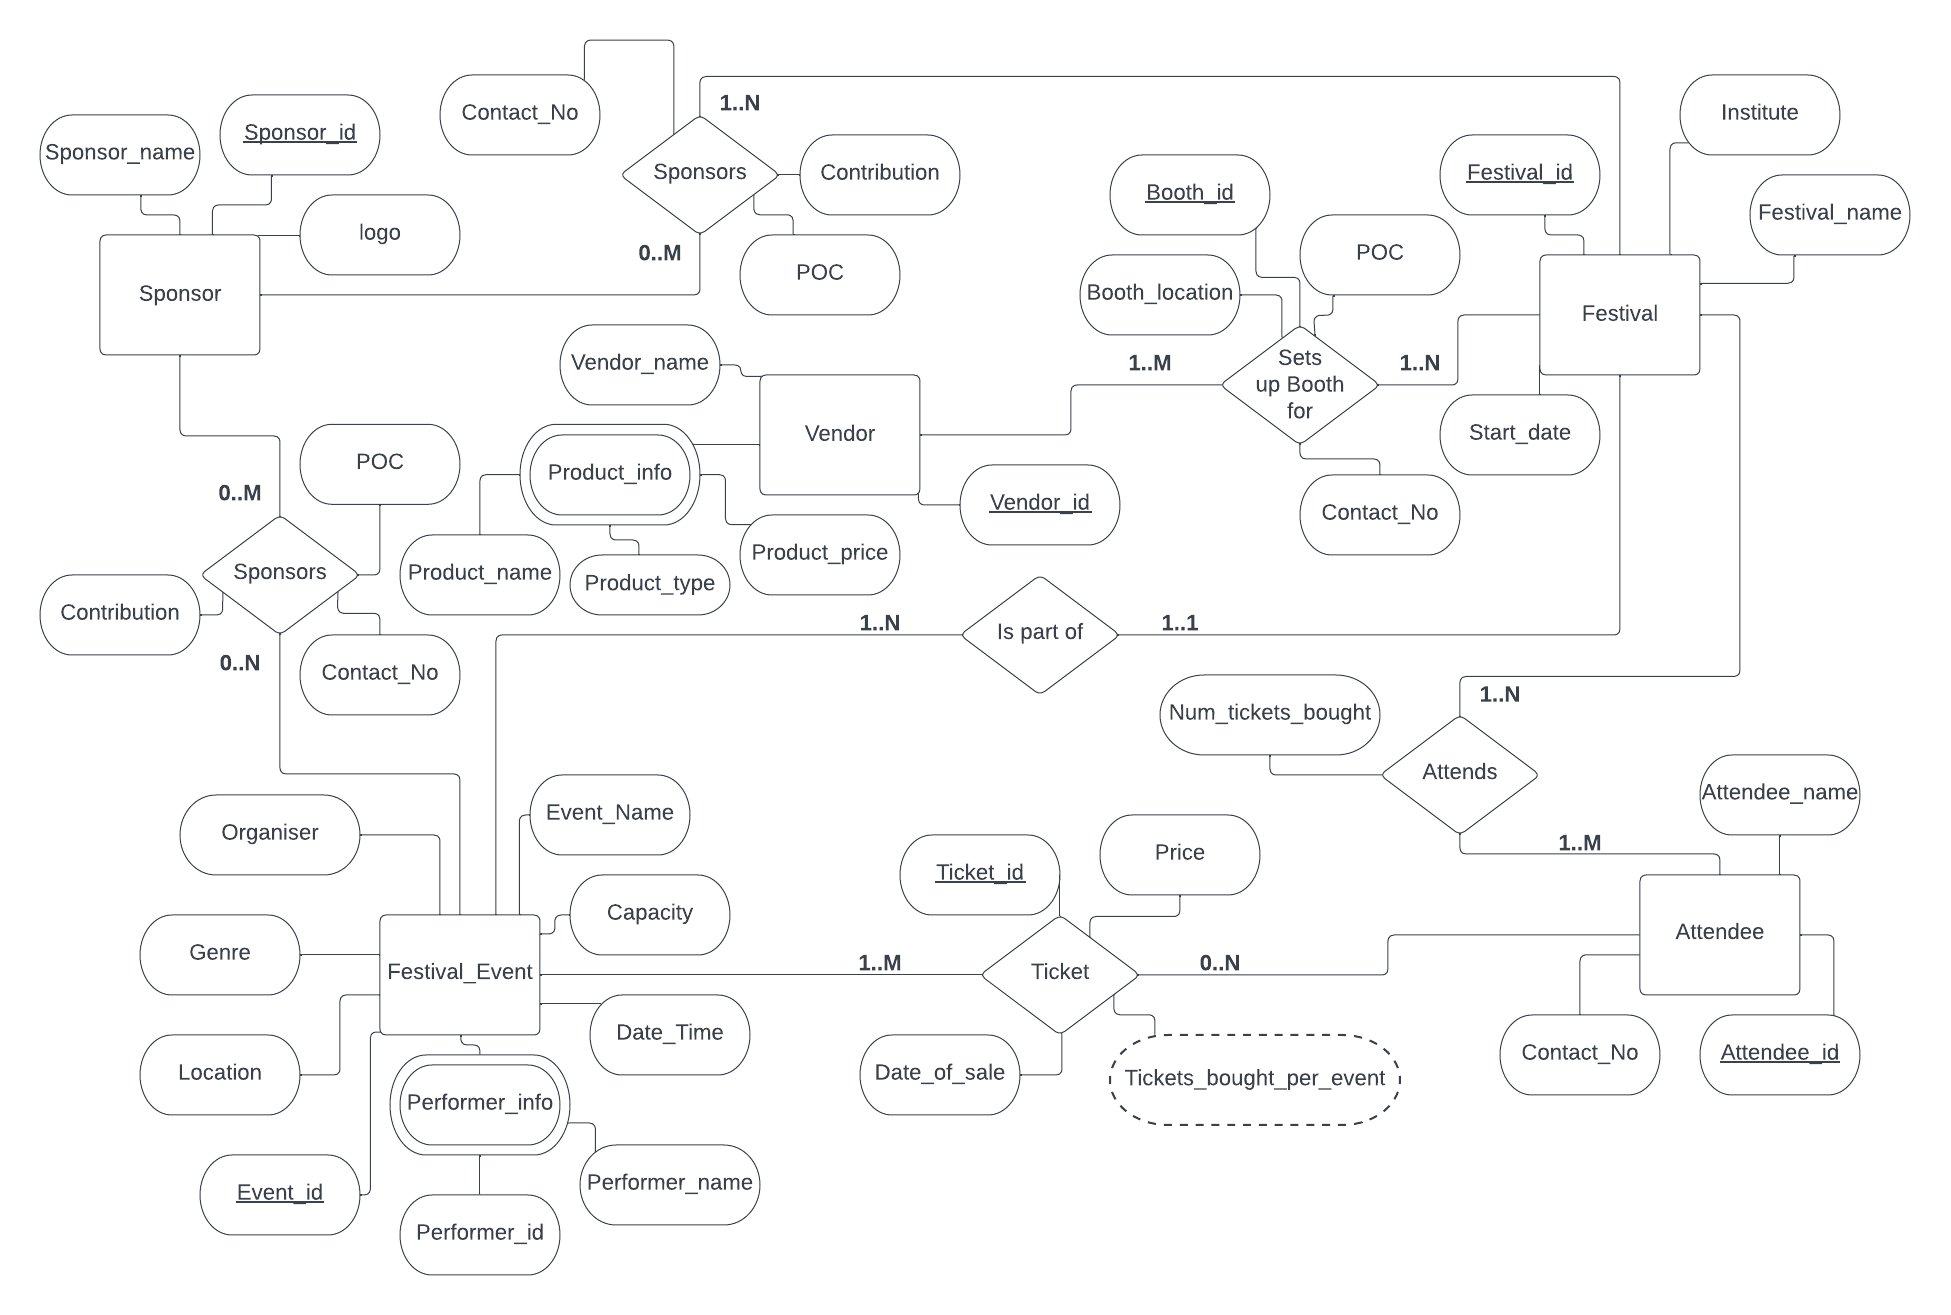 Contact_No
1..N
Institute
Sponsor_name
Sponsor_id
Sponsors
Contribution
Booth_id
Festival_id
Festival_name
logo
0..M
POC
POC
Sponsor
Booth_location
Festival
Vendor_name
1..M
Sets
up Booth
for
1..N
Vendor
Start_date
POC
Product_info
0..M
Vendor_id
Contact_No
Product_price
Sponsors
Product_name
Product_type
Contribution
1..N
Is part of
1..1
0..N
Contact_No
1..N
Num_tickets_bought
Attends
Attendee_name
Event_Name
Organiser
1..M
Price
Ticket_id
Capacity
Attendee
Genre
Festival_Event
1..M
Ticket
0..N
Date_Time
Location
Date_of_sale
Tickets_bought_per_event
Contact_No
Attendee_id
Performer_info
Performer_name
Event_id
Performer_id